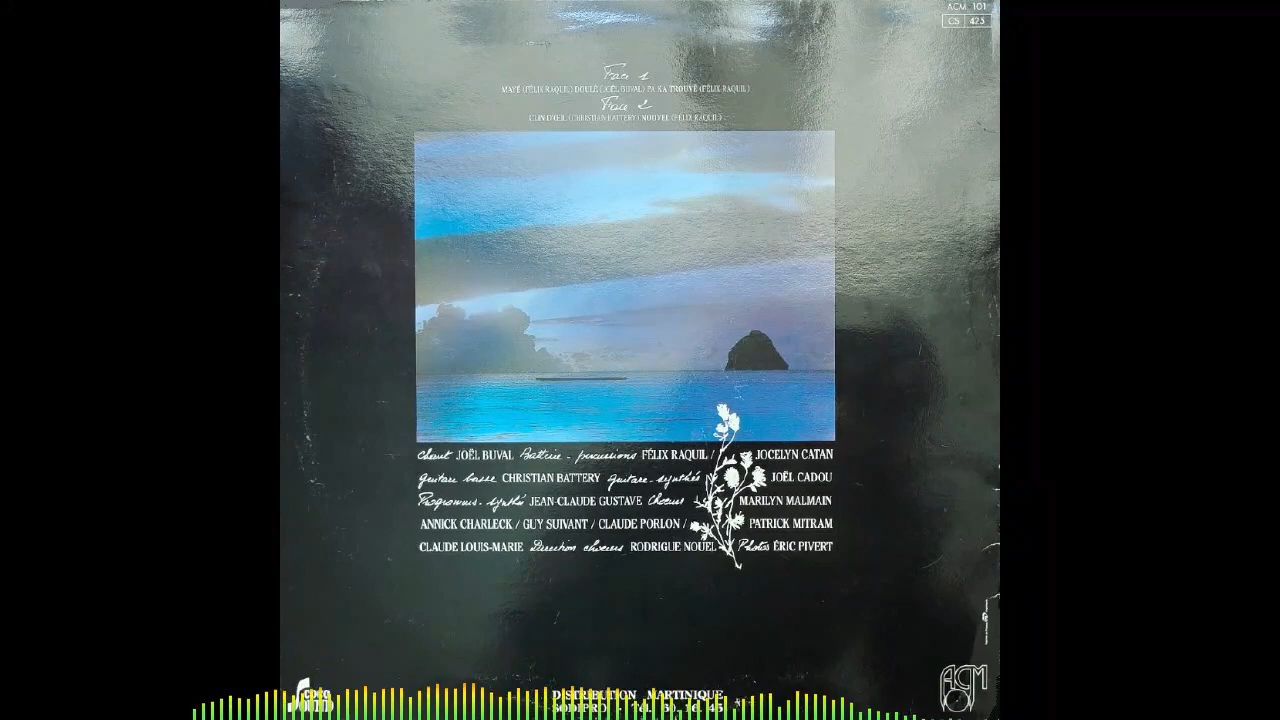 ACM 101
CS 425
Face 1
MAYÉ (FÉLIX RAQUIL) DOULÉ (JOËL BUVAL) PA KA TROUVÉ (FÉLIX RAQUIL)
Face 2
CLIN D'OEIL (CHRISTIAN BATTERY) NOUVEL (FÉLIX RAQUIL)
Chant JOËL BUVAL Batterie - percussions FÉLIX RAQUIL / JOCELYN CATAN
guitare basse CHRISTIAN BATTERY guitare - synthés JOËL CADOU
Programmes - synthés JEAN-CLAUDE GUSTAVE Choeurs MARILYN MALMAIN
ANNICK CHARLECK / GUY SUIVANT / CLAUDE PORLON / PATRICK MITRAM
CLAUDE LOUIS-MARIE Direction choeurs RODRIGUE NOUEL Photos ÉRIC PIVERT
ACM
DISTRIBUTION MARTINIQUE